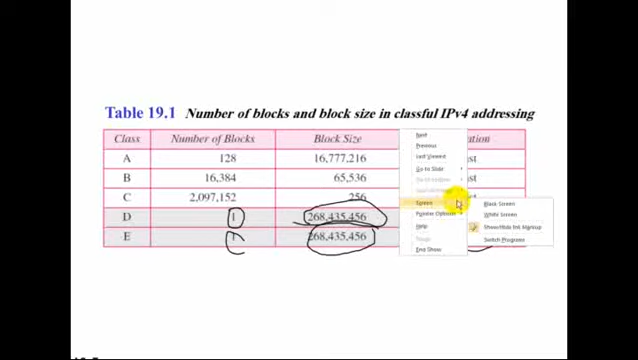 Table 19.1 Number of blocks and block size in classful IPv4 addressing
Class Number of Blocks Block Size
A 128 16,777,216
B 16,384 65,536
C 2,097,152 256
D 1 268,435,456
E 1 268,435,456
Next
Previous
Last Viewed
Go to Slide
Screen
Pointer Options
Help
Pause
End Show
Black Screen
White Screen
Show/Hide Ink Markup
Switch Programs